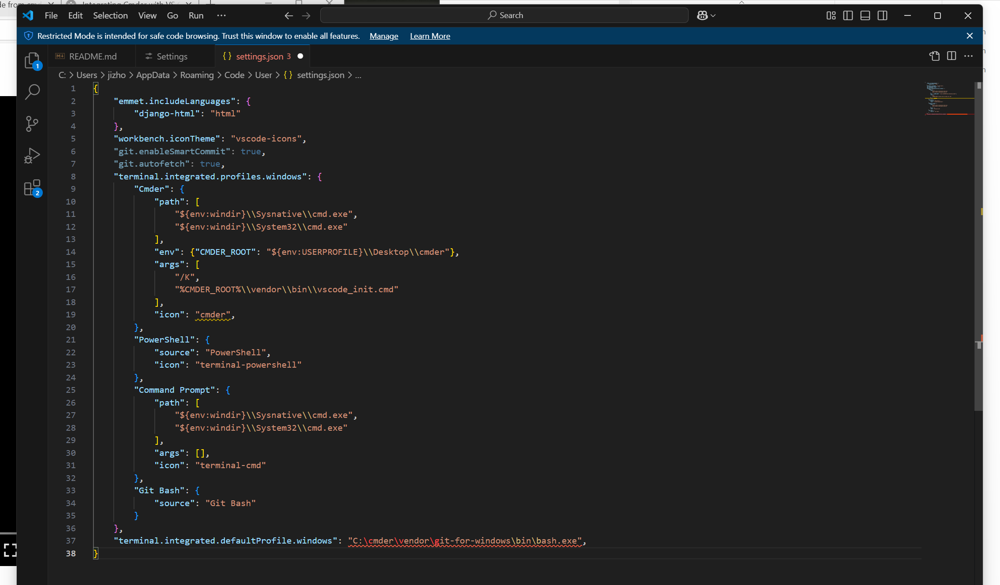 Integrating Cmder with VS
File Edit Selection View Go Run ··· Search
Restricted Mode is intended for safe code browsing. Trust this window to enable all features. Manage Learn More
README.md Settings {} settings.json 3
C: > Users > jizho > AppData > Roaming > Code > User > {} settings.json > ...
1
2
1 {
2 "emmet.includeLanguages": {
3 "django-html": "html"
4 },
5 "workbench.iconTheme": "vscode-icons",
6 "git.enableSmartCommit": true,
7 "git.autofetch": true,
8 "terminal.integrated.profiles.windows": {
9 "Cmder": {
10 "path": [
11 "${env:windir}\\Sysnative\\cmd.exe",
12 "${env:windir}\\System32\\cmd.exe"
13 ],
14 "env": {"CMDER_ROOT": "${env:USERPROFILE}\\Desktop\\cmder"},
15 "args": [
16 "/K",
17 "%CMDER_ROOT%\\vendor\\bin\\vscode_init.cmd"
18 ],
19 "icon": "cmder",
20 },
21 "PowerShell": {
22 "source": "PowerShell",
23 "icon": "terminal-powershell"
24 },
25 "Command Prompt": {
26 "path": [
27 "${env:windir}\\Sysnative\\cmd.exe",
28 "${env:windir}\\System32\\cmd.exe"
29 ],
30 "args": [],
31 "icon": "terminal-cmd"
32 },
33 "Git Bash": {
34 "source": "Git Bash"
35 }
36 },
37 "terminal.integrated.defaultProfile.windows": "C:\cmder\vendor\git-for-windows\bin\bash.exe",
38 }